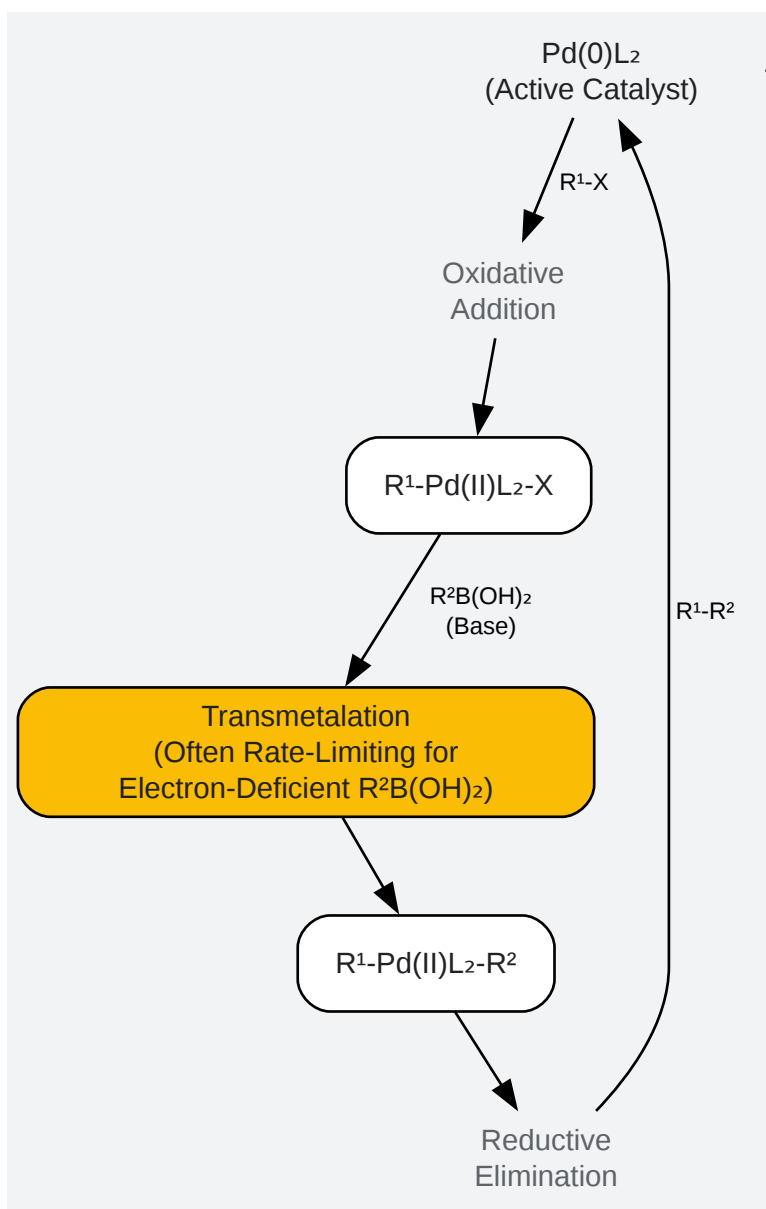 Pd(0)L₂
(Active Catalyst)
R¹-X
Oxidative
Addition
R¹-Pd(II)L₂-X
R²B(OH)₂
(Base)
R¹-R²
Transmetalation
(Often Rate-Limiting for
Electron-Deficient R²B(OH)₂)
R¹-Pd(II)L₂-R²
Reductive
Elimination